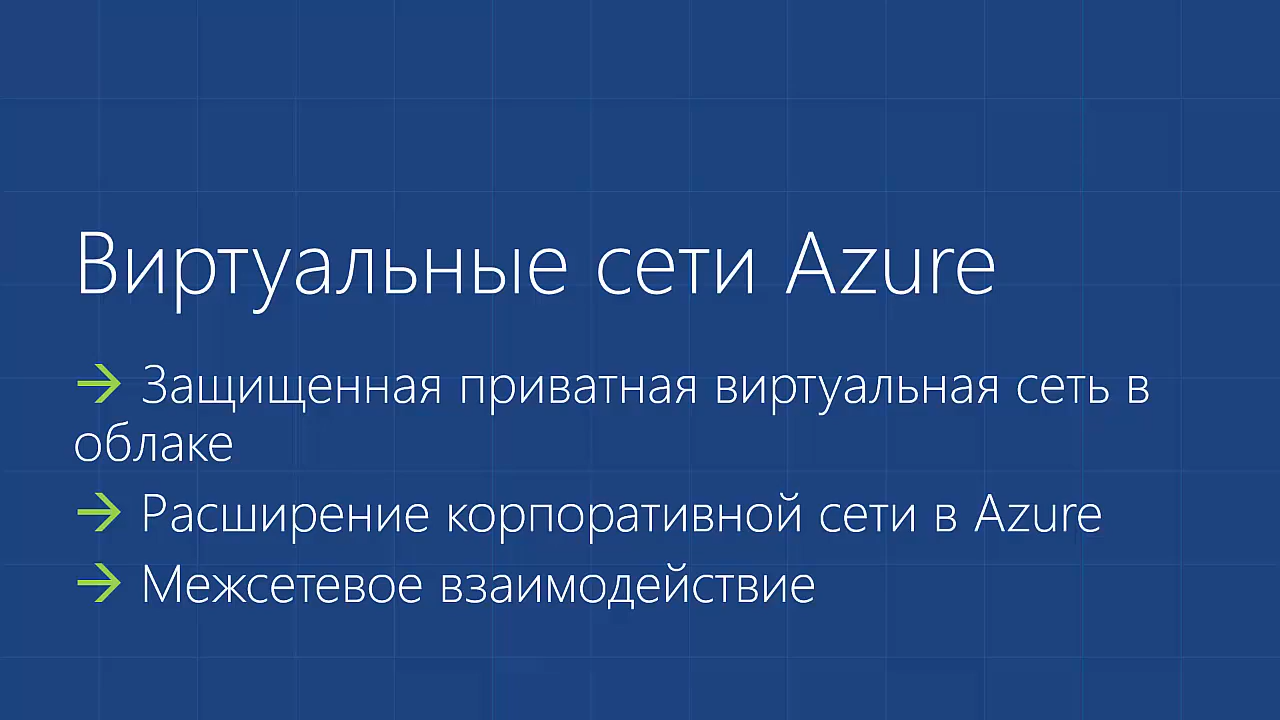 Виртуальные сети Azure
→ Защищенная приватная виртуальная сеть в
облаке
→ Расширение корпоративной сети в Azure
→ Межсетевое взаимодействие